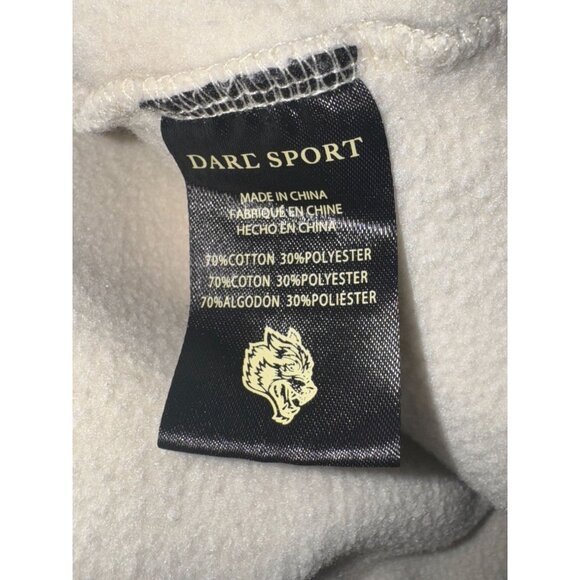 DARC SPORT
MADE IN CHINA
FABRIQUÉ EN CHINE
HECHO EN CHINA
70%COTTON 30%POLYESTER
70%COTON 30%POLYESTER
70%ALGODÓN 30%POLIÉSTER